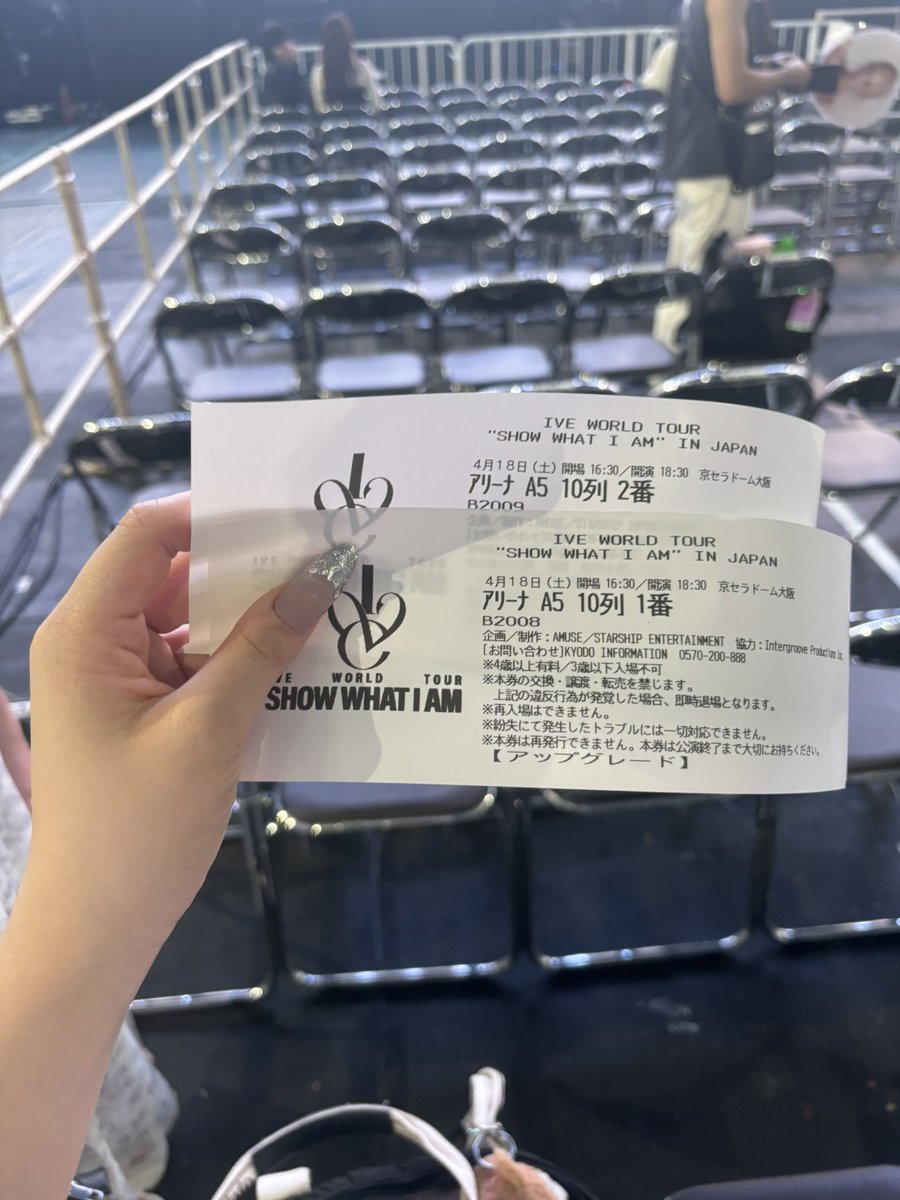 IVE WORLD TOUR
"SHOW WHAT I AM" IN JAPAN
4月18日(土) 開場 16:30/開演 18:30 京セラドーム大阪
アリーナ A5 10列 2番
B2009
IVE WORLD TOUR
"SHOW WHAT I AM" IN JAPAN
4月18日(土) 開場 16:30/開演 18:30 京セラドーム大阪
アリーナ A5 10列 1番
B2008
企画/制作:AMUSE/STARSHIP ENTERTAINMENT 協力:Intergroove Productions Inc.
[お問い合わせ]KYODO INFORMATION 0570-200-888
※4歳以上有料/3歳以下入場不可
※本券の交換・譲渡・転売を禁じます。
上記の違反行為が発覚した場合、即時退場となります。
※再入場はできません。
※紛失にて発生したトラブルには一切対応できません。
※本券は再発行できません。本券は公演終了まで大切にお持ちください。
【アップグレード】
IVE
VE WORLD TOUR
SHOW WHAT I AM